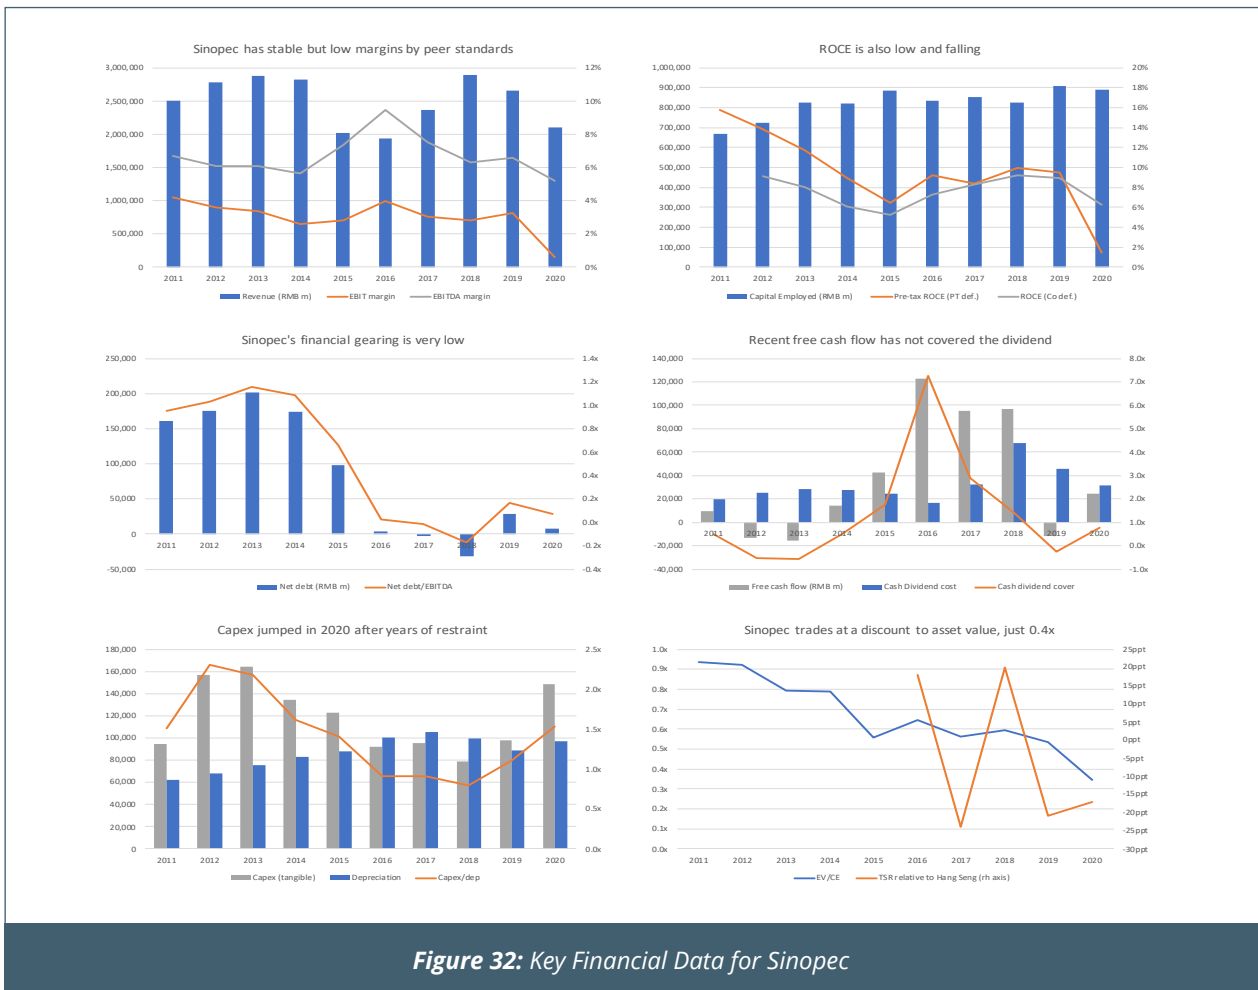 Sinopec has stable but low margins by peer standards
3,000,000
2,500,000
2,000,000
1,500,000
1,000,000
500,000
0
12%
10%
8%
6%
4%
2%
0%
2011 2012 2013 2014 2015 2016 2017 2018 2019 2020
Revenue (RMB m) EBIT margin EBITDA margin
ROCE is also low and falling
1,000,000
900,000
800,000
700,000
600,000
500,000
400,000
300,000
200,000
100,000
0
20%
18%
16%
14%
12%
10%
8%
6%
4%
2%
0%
2011 2012 2013 2014 2015 2016 2017 2018 2019 2020
Capital Employed (RMB m) Pre-tax ROCE (PT def.) ROCE (Co def.)
Sinopec's financial gearing is very low
250,000
200,000
150,000
100,000
50,000
0
-50,000
1.4x
1.2x
1.0x
0.8x
0.6x
0.4x
0.2x
0.0x
-0.2x
-0.4x
2011 2012 2013 2014 2015 2016 2017 2018 2019 2020
Net debt (RMB m) Net debt/EBITDA
Recent free cash flow has not covered the dividend
140,000
120,000
100,000
80,000
60,000
40,000
20,000
0
-20,000
-40,000
8.0x
7.0x
6.0x
5.0x
4.0x
3.0x
2.0x
1.0x
0.0x
-1.0x
2011 2012 2013 2014 2015 2016 2017 2018 2019 2020
Free cash flow (RMB m) Cash Dividend cost Cash dividend cover
Capex jumped in 2020 after years of restraint
180,000
160,000
140,000
120,000
100,000
80,000
60,000
40,000
20,000
0
2.5x
2.0x
1.5x
1.0x
0.5x
0.0x
2011 2012 2013 2014 2015 2016 2017 2018 2019 2020
Capex (tangible) Depreciation Capex/dep
Sinopec trades at a discount to asset value, just 0.4x
1.0x
0.9x
0.8x
0.7x
0.6x
0.5x
0.4x
0.3x
0.2x
0.1x
0.0x
25ppt
20ppt
15ppt
10ppt
5ppt
0ppt
-5ppt
-10ppt
-15ppt
-20ppt
-25ppt
-30ppt
2011 2012 2013 2014 2015 2016 2017 2018 2019 2020
EV/CE TSR relative to Hang Seng (rh axis)
Figure 32: Key Financial Data for Sinopec